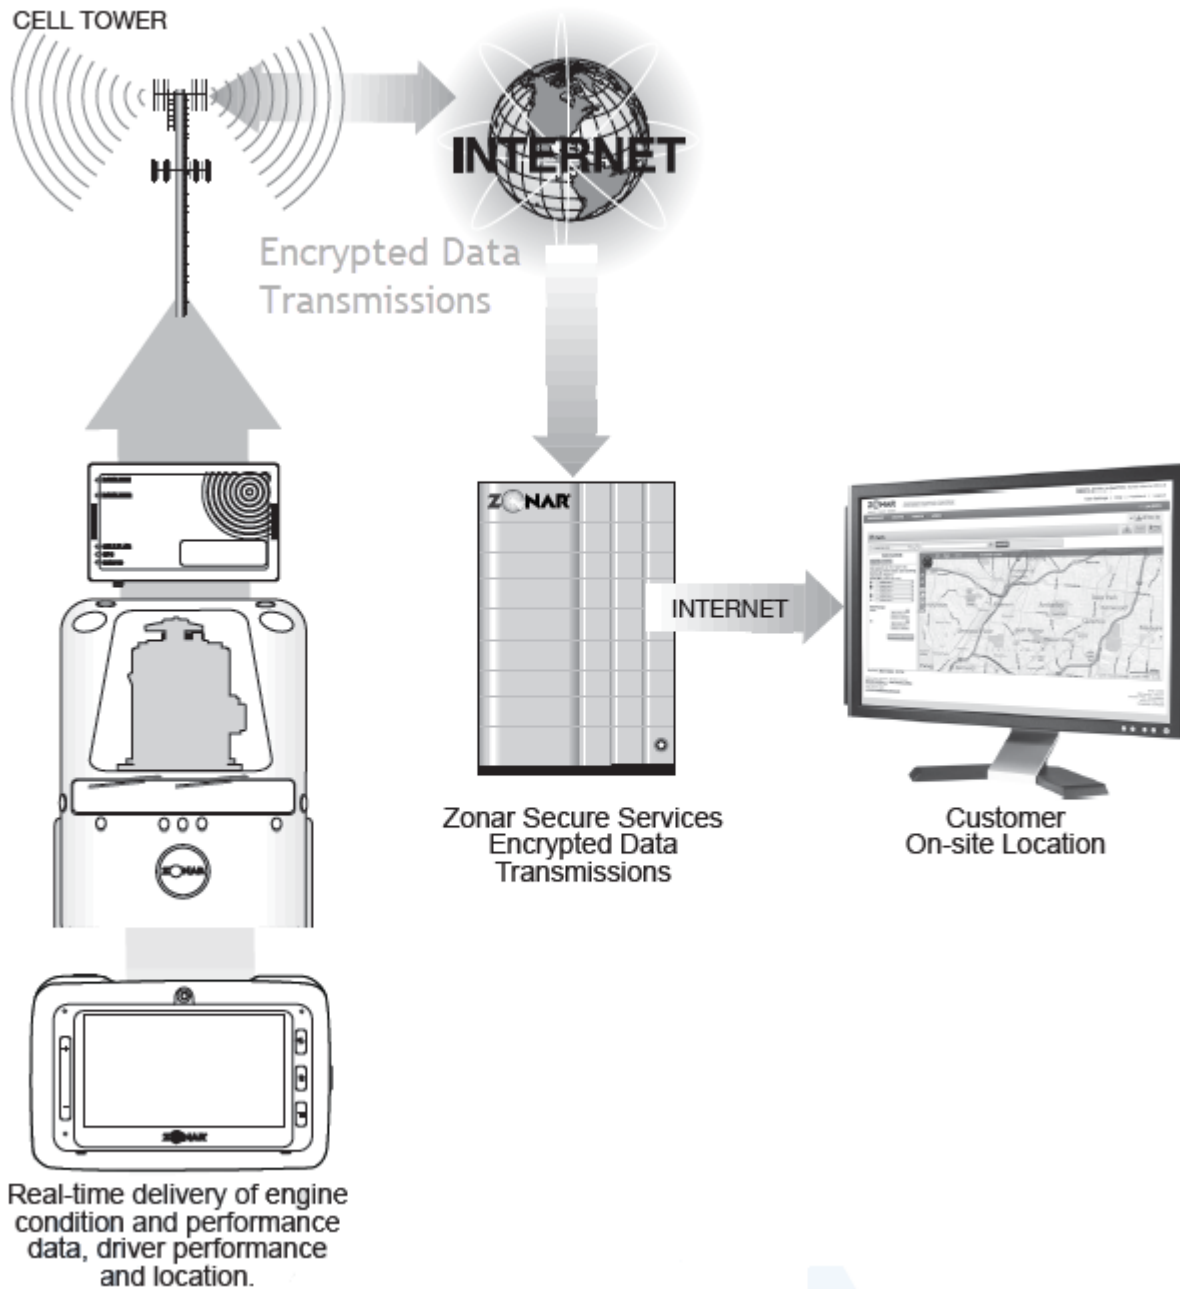 CELL TOWER
INTERNET
Encrypted Data
Transmissions
ZONAR
ZONAR
INTERNET
Zonar Secure Services
Encrypted Data
Transmissions
Customer
On-site Location
ZONAR
ZONAR
Real-time delivery of engine
condition and performance
data, driver performance
and location.